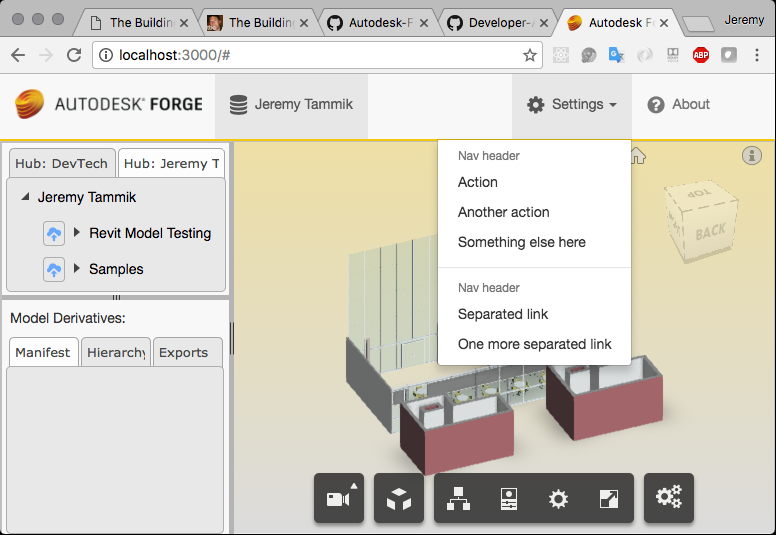 The Building
The Building
Autodesk-F
Developer-A
Autodesk Fo
Jeremy
localhost:3000/#
ABP
AUTODESK® FORGE
Jeremy Tammik
Settings
About
Hub: DevTech
Hub: Jeremy T
Jeremy Tammik
Revit Model Testing
Samples
Model Derivatives:
Manifest
Hierarchy
Exports
Nav header
Action
Another action
Something else here
Nav header
Separated link
One more separated link
TOP
BACK